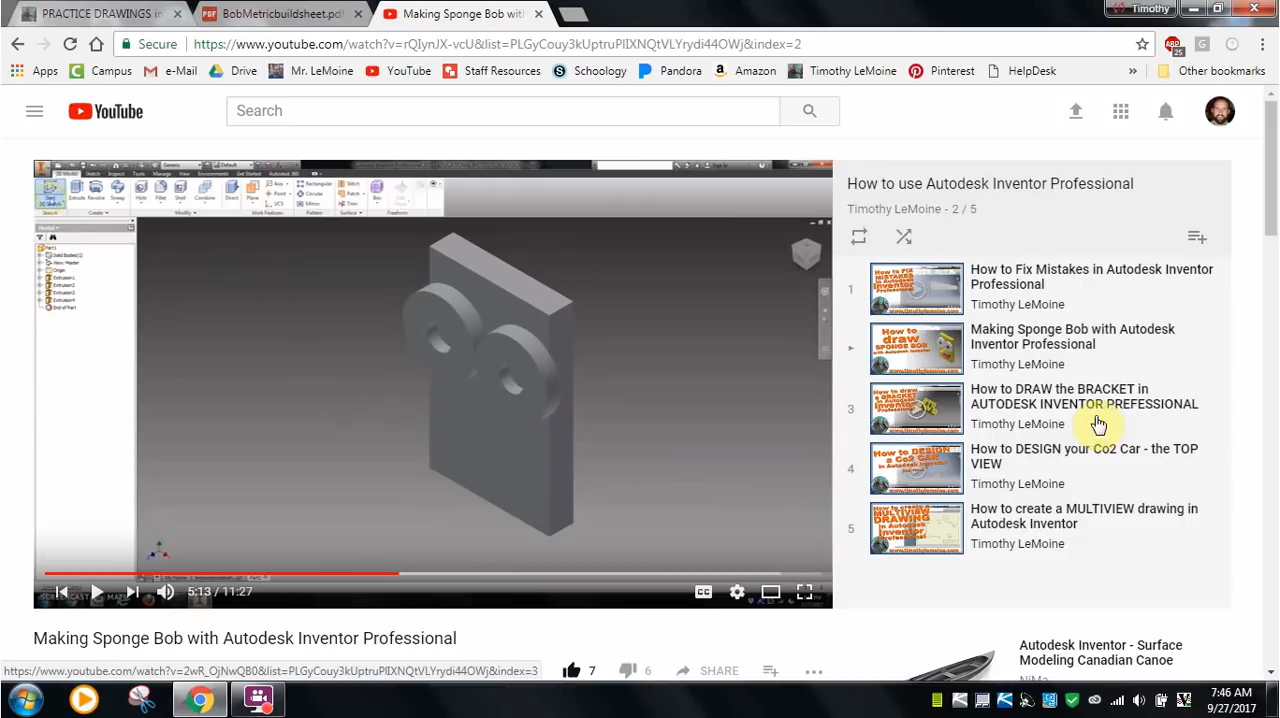 PRACTICE DRAWINGS in
BobMetricbuildsheet.pdf
Making Sponge Bob with
Timothy
Secure
https://www.youtube.com/watch?v=rQIynJX-vdI&list=PLGyCouy3kUptruPlIXNQtVLYrydi44OWj&index=2
Apps
Campus
e-Mail
Drive
Mr. LeMoine
YouTube
Staff Resources
Schoology
Pandora
Amazon
Timothy LeMoine
Pinterest
HelpDesk
Other bookmarks
YouTube
Search
How to use Autodesk Inventor Professional
Timothy LeMoine - 2 / 5
1
How to Fix Mistakes in Autodesk Inventor
Professional
Timothy LeMoine
Making Sponge Bob with Autodesk
Inventor Professional
Timothy LeMoine
3
How to DRAW the BRACKET in
AUTODESK INVENTOR PREFESSIONAL
Timothy LeMoine
4
How to DESIGN your Co2 Car - the TOP
VIEW
Timothy LeMoine
5
How to create a MULTIVIEW drawing in
Autodesk Inventor
Timothy LeMoine
5:13 / 11:27
CC
Making Sponge Bob with Autodesk Inventor Professional
https://www.youtube.com/watch?v=2wR_OjNwQB0&list=PLGyCouy3kUptruPlIXNQtVLYrydi44OWj&index=3
7
6
SHARE
Autodesk Inventor - Surface
Modeling Canadian Canoe
NiMa
7:46 AM
9/27/2017